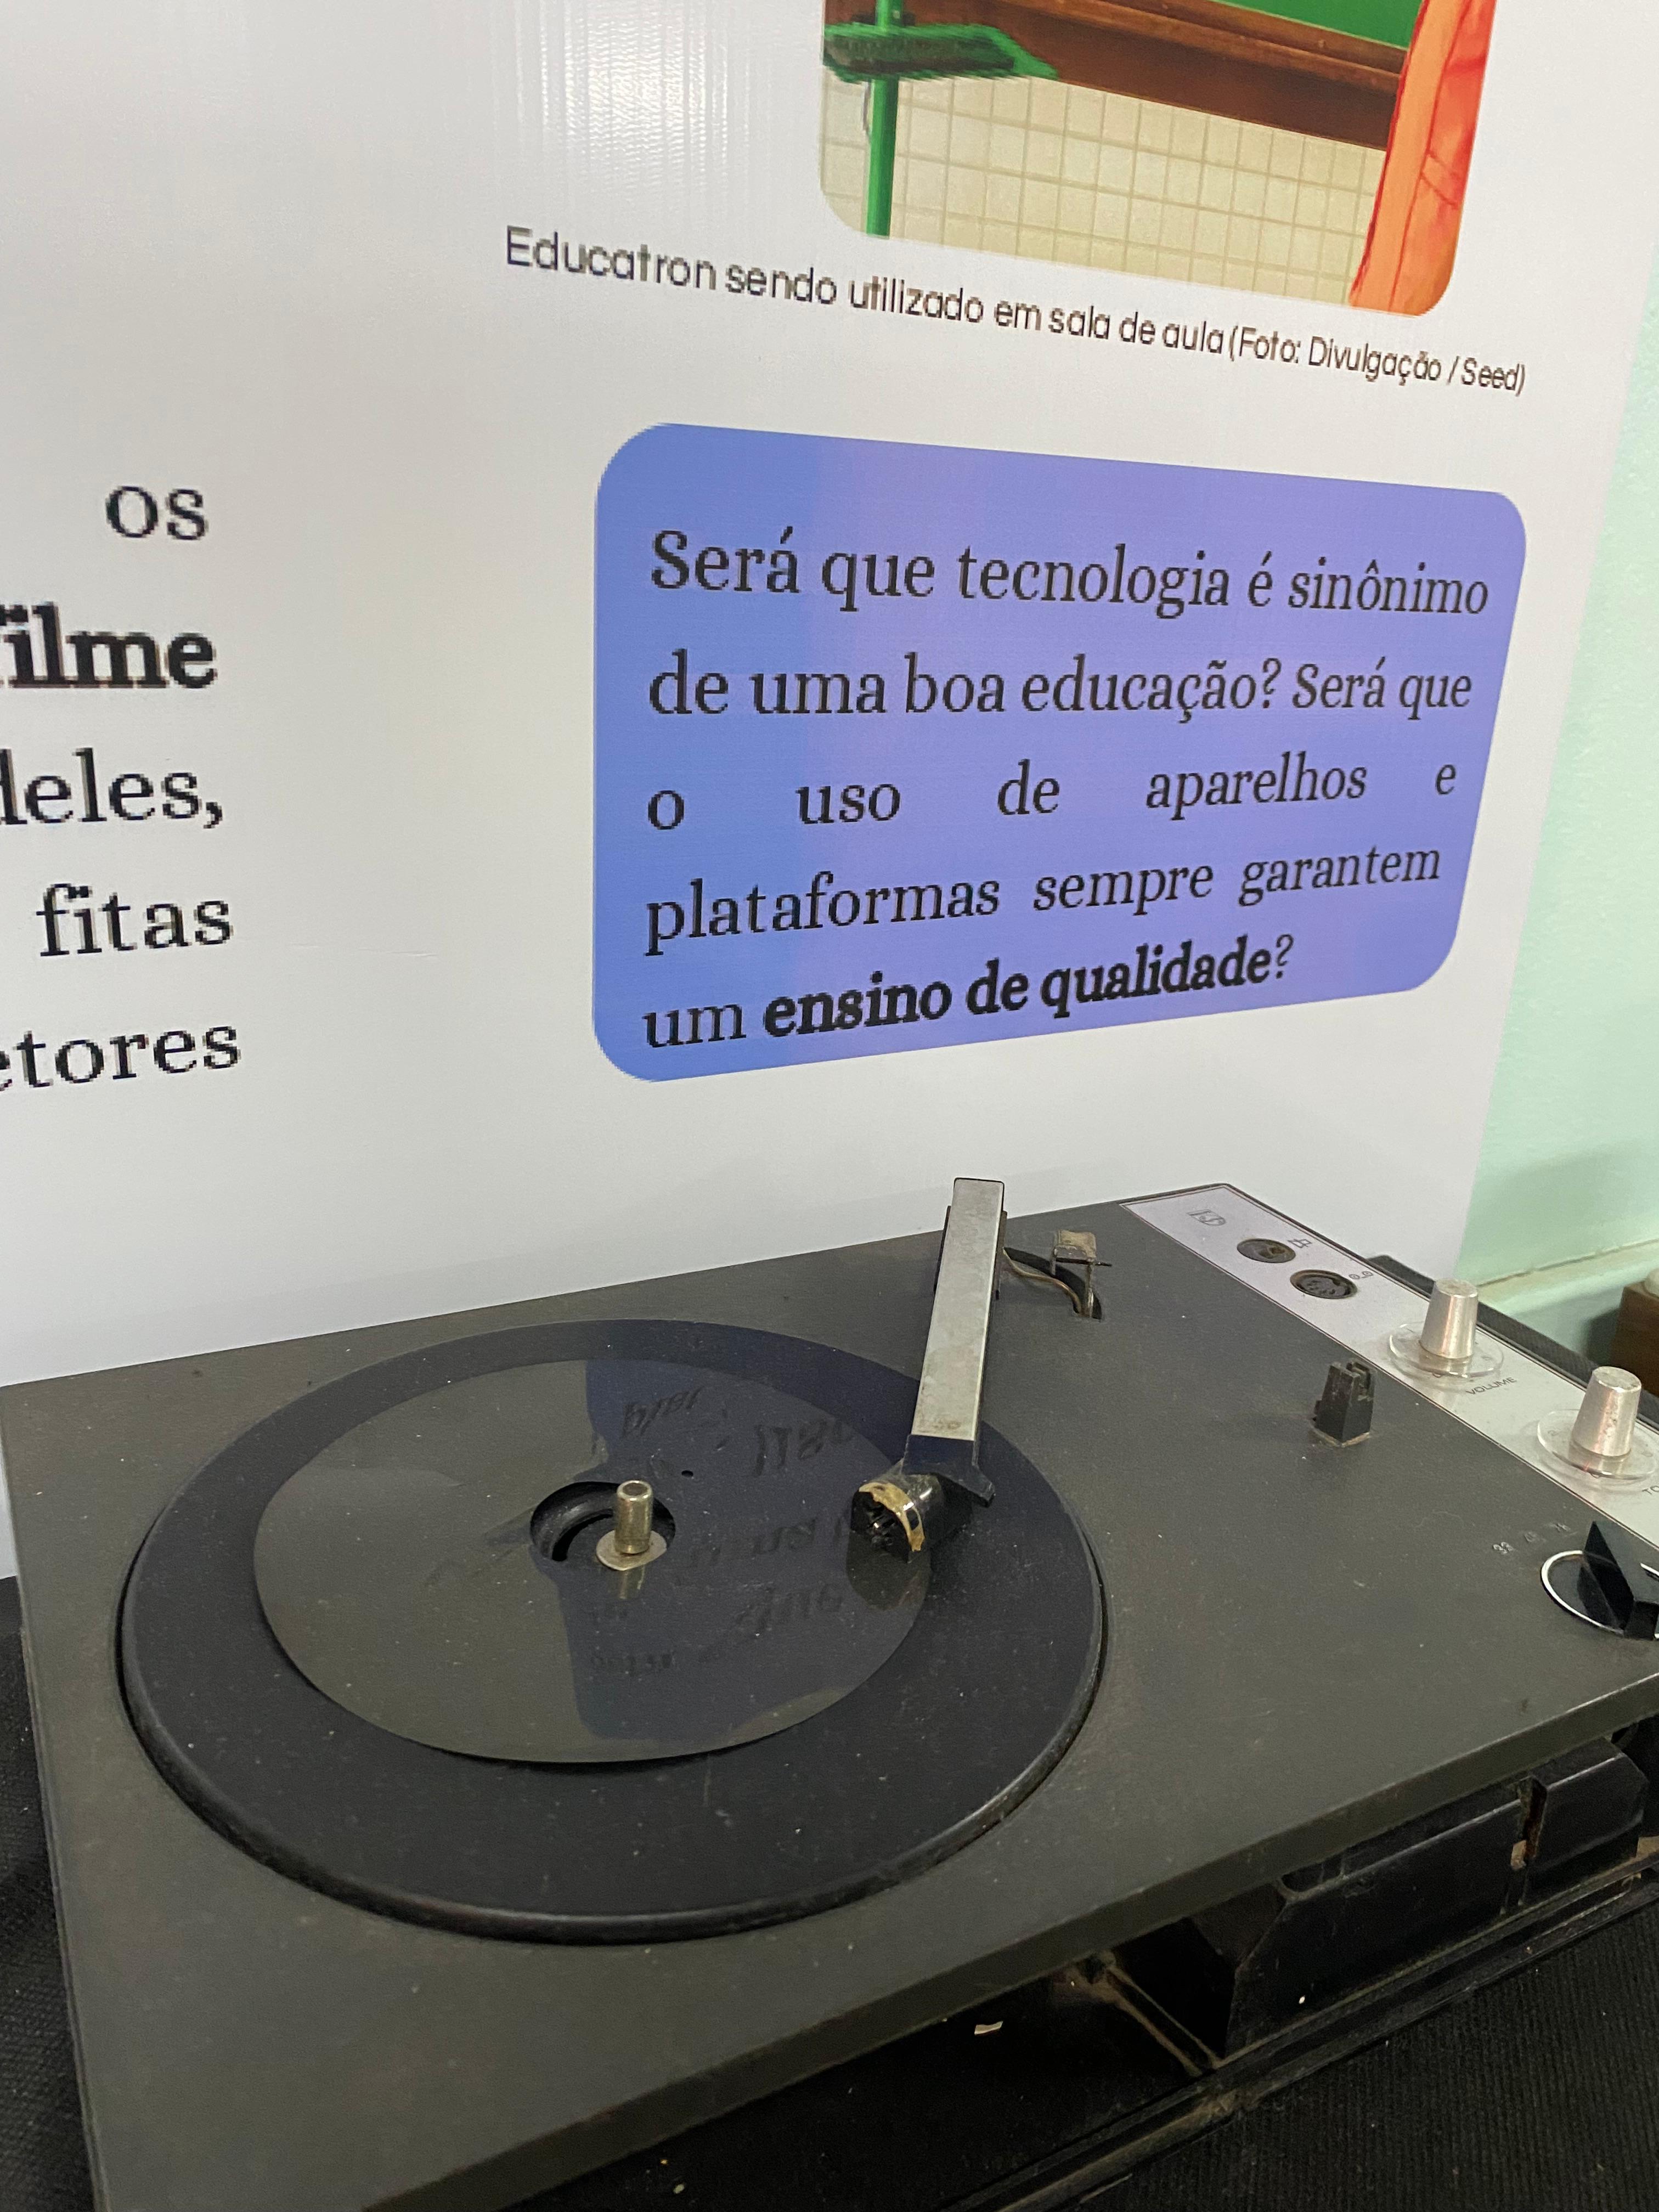 Educatron sendo utilizado em sala de aula (Foto: Divulgação / Seed)
os
ilme
deles,
fitas
etores
Será que tecnologia é sinônimo
de uma boa educação? Será que
o uso de aparelhos e
plataformas sempre garantem
um ensino de qualidade?
VOLUME
33